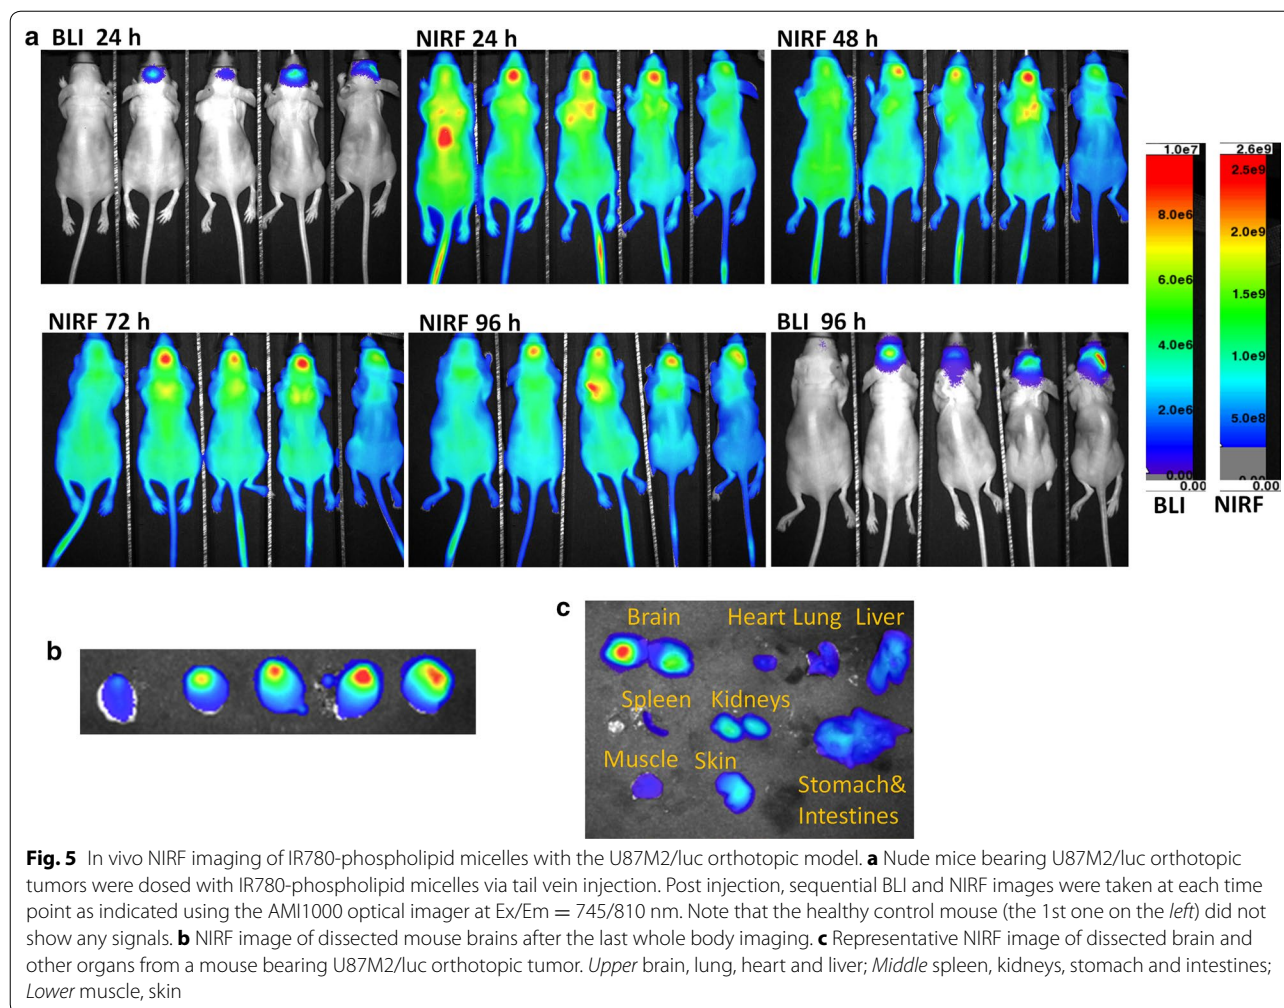 a BLI 24 h
NIRF 24 h
NIRF 48 h
1.0e7
8.0e6
6.0e6
4.0e6
2.0e6
0.00
0.00
BLI
2.6e9
2.5e9
2.0e9
1.5e9
1.0e9
5.0e8
0.00
0.00
NIRF
NIRF 72 h
NIRF 96 h
BLI 96 h
b
c
Brain Heart Lung Liver
Spleen Kidneys
Muscle Skin
Stomach&
Intestines
Fig. 5 In vivo NIRF imaging of IR780-phospholipid micelles with the U87M2/luc orthotopic model. a Nude mice bearing U87M2/luc orthotopic
tumors were dosed with IR780-phospholipid micelles via tail vein injection. Post injection, sequential BLI and NIRF images were taken at each time
point as indicated using the AMI1000 optical imager at Ex/Em = 745/810 nm. Note that the healthy control mouse (the 1st one on the left) did not
show any signals. b NIRF image of dissected mouse brains after the last whole body imaging. c Representative NIRF image of dissected brain and
other organs from a mouse bearing U87M2/luc orthotopic tumor. Upper brain, lung, heart and liver; Middle spleen, kidneys, stomach and intestines;
Lower muscle, skin